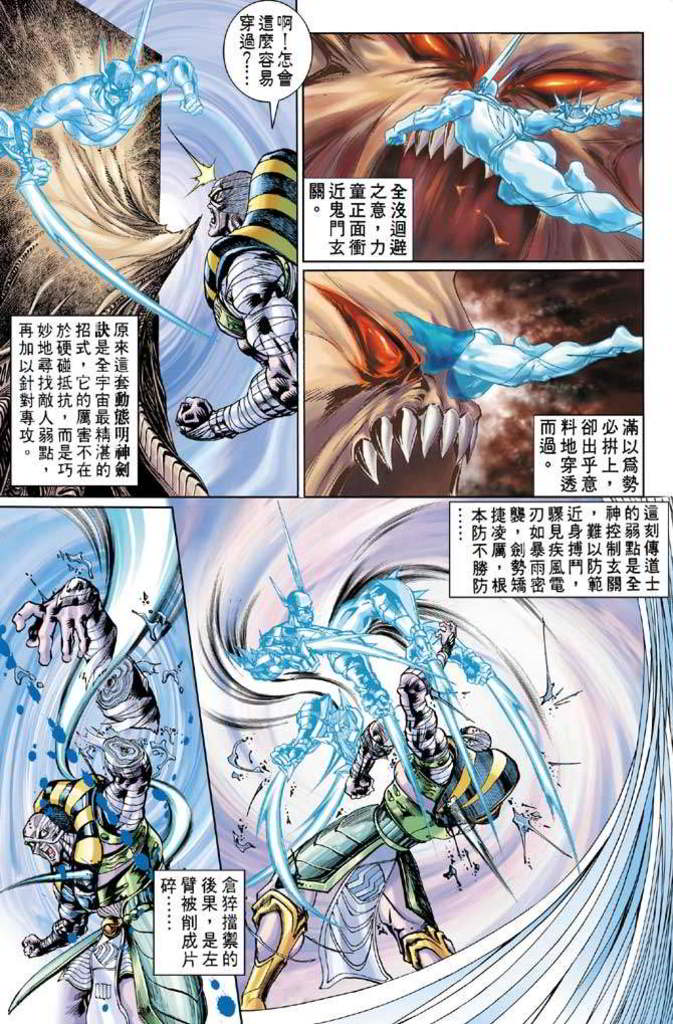 全沒迴避
之意，力
童正面衝
近鬼門玄
關。
滿以為勢
必拼上，
卻出乎意
料地穿透
而過。
啊！怎會
這麼容易
穿過？……
原來這套動態明神劍
訣是全宇宙最精湛的
招式，它的厲害不在
於硬碰抵抗，而是巧
妙地尋找敵人弱點，
再加以針對專攻。
這刻傳道士
的弱點是全
神控制玄關
，難以防範
近身搏鬥，
驟見疾風電
刃如暴雨密
襲，劍勢矯
捷凌厲，根
本防不勝防
……
倉猝擋禦的
後果，是左
臂被削成片
碎……